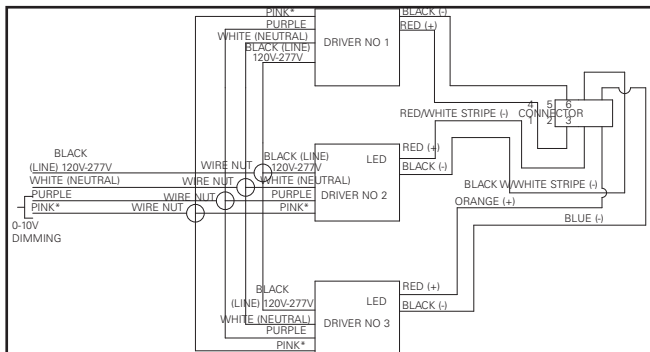 PINK*
PURPLE
WHITE (NEUTRAL)
BLACK (LINE)
120V-277V
DRIVER NO 1
BLACK (-)
RED (+)
4 5 6
CONNECTOR
1 2 3
RED/WHITE STRIPE (-)
BLACK
(LINE) 120V-277V
WHITE (NEUTRAL)
PURPLE
PINK*
0-10V
DIMMING
WIRE NUT
WIRE NUT
WIRE NUT
WIRE NUT
BLACK (LINE)
120V-277V
WHITE (NEUTRAL)
PURPLE
PINK*
LED
DRIVER NO 2
RED (+)
BLACK (-)
BLACK W/WHITE STRIPE (-)
ORANGE (+)
BLUE (-)
BLACK
(LINE) 120V-277V
WHITE (NEUTRAL)
PURPLE
PINK*
LED
DRIVER NO 3
RED (+)
BLACK (-)